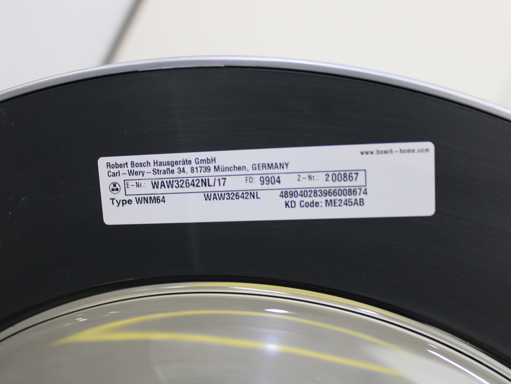 www.bosch-home.com
Robert Bosch Hausgeräte GmbH
Carl-Wery-Straße 34, 81739 München, GERMANY
E-Nr.: WAW32642NL/17 FD: 9904 Z-Nr.: 200867
Type WNM64 WAW32642NL 489040283966008674
KD Code: ME245AB